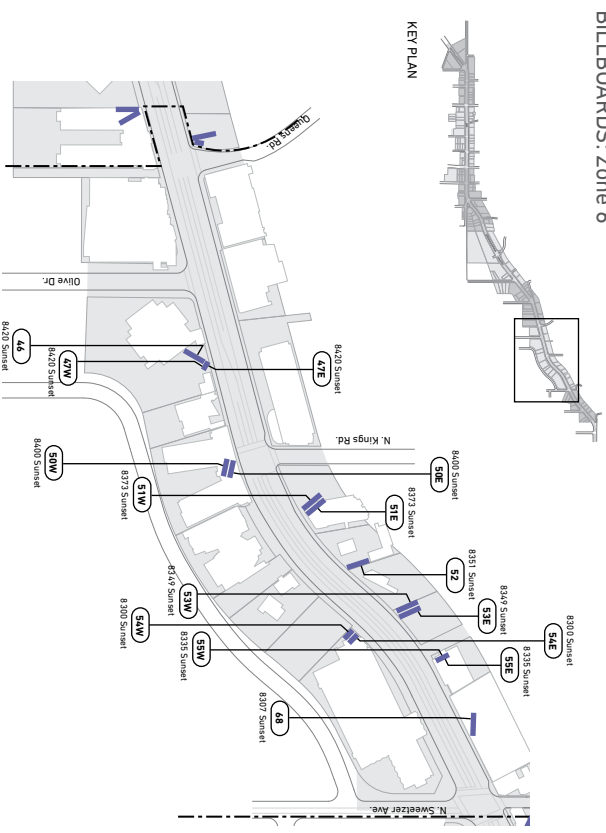 BILLBOARDS: Zone 8
KEY PLAN
Queens Rd.
Olive Dr.
N. Kings Rd.
N. Sweetzer Ave.
8420 Sunset
47E
8400 Sunset
50E
8373 Sunset
51E
8351 Sunset
52
8349 Sunset
53E
8300 Sunset
54E
8335 Sunset
55E
46
8420 Sunset
47W
8420 Sunset
50W
8400 Sunset
51W
8373 Sunset
53W
8349 Sunset
54W
8300 Sunset
55W
8335 Sunset
68
8307 Sunset